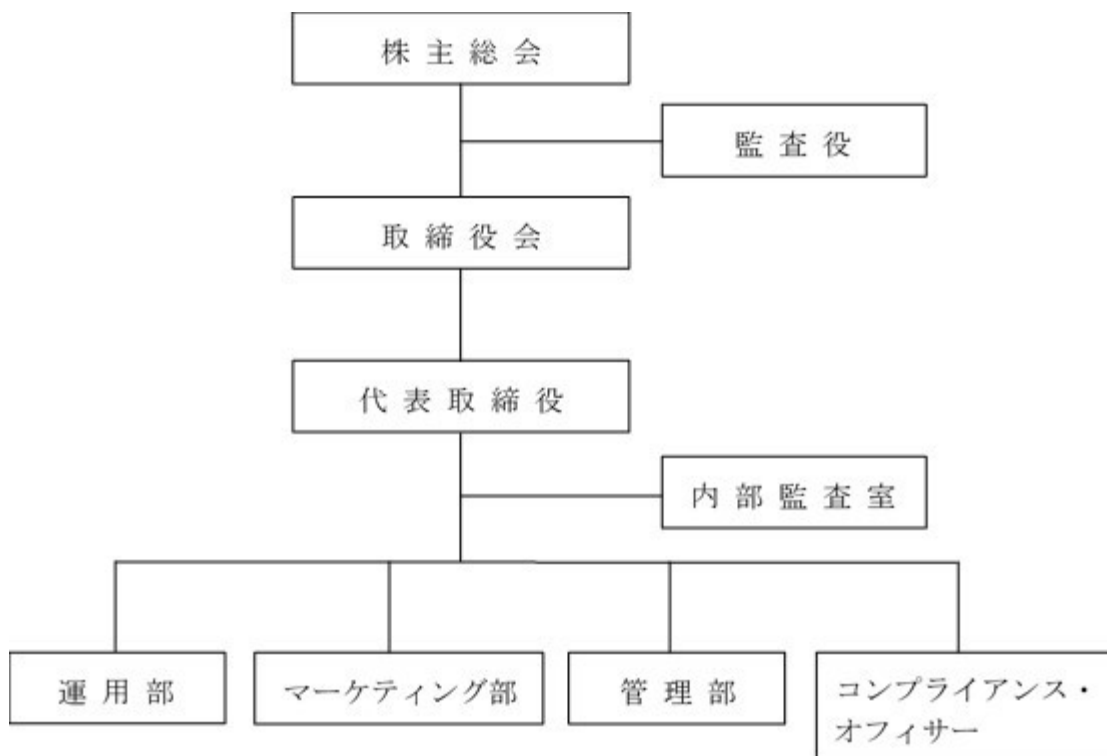 株主総会
監査役
取締役会
代表取締役
内部監査室
運用部
マーケティング部
管理部
コンプライアンス・
オフィサー